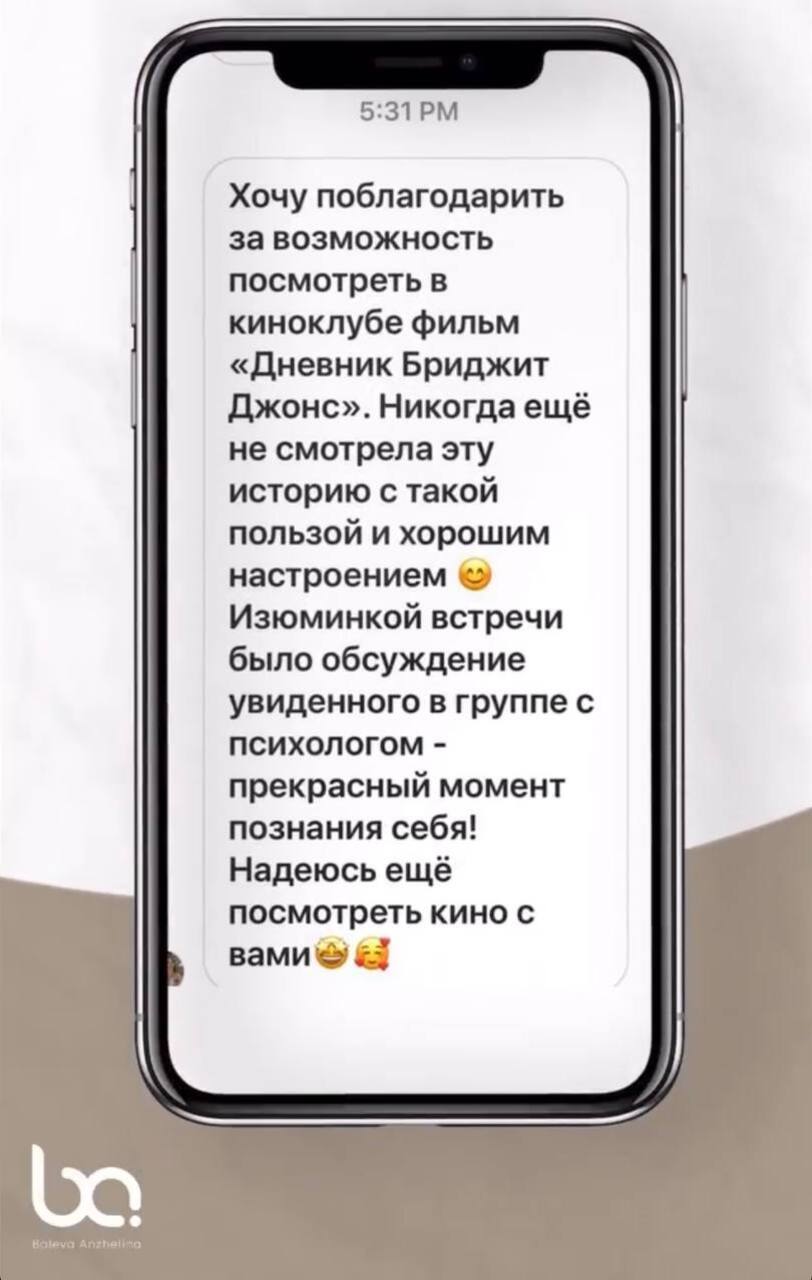 5:31 PM
Хочу поблагодарить
за возможность
посмотреть в
киноклубе фильм
«Дневник Бриджит
Джонс». Никогда ещё
не смотрела эту
историю с такой
пользой и хорошим
настроением 😊
Изюминкой встречи
было обсуждение
увиденного в группе с
психологом -
прекрасный момент
познания себя!
Надеюсь ещё
посмотреть кино с
вами🤩🥰
ba
Baleva Anzhelina